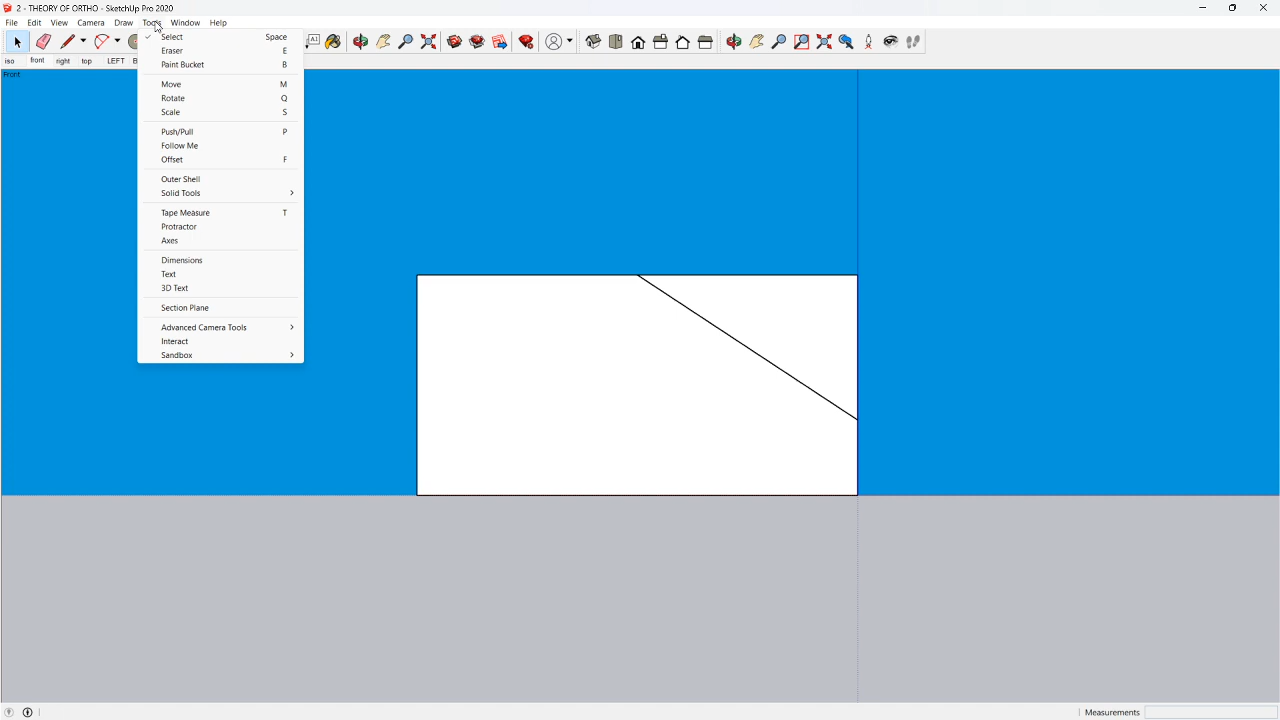 2 - THEORY OF ORTHO - SketchUp Pro 2020
File Edit View Camera Draw Tools Window Help
A1
iso front right top LEFT B
Front
Select Space
Eraser E
Paint Bucket B
Move M
Rotate Q
Scale S
Push/Pull P
Follow Me
Offset F
Outer Shell
Solid Tools
Tape Measure T
Protractor
Axes
Dimensions
Text
3D Text
Section Plane
Advanced Camera Tools
Interact
Sandbox
Measurements